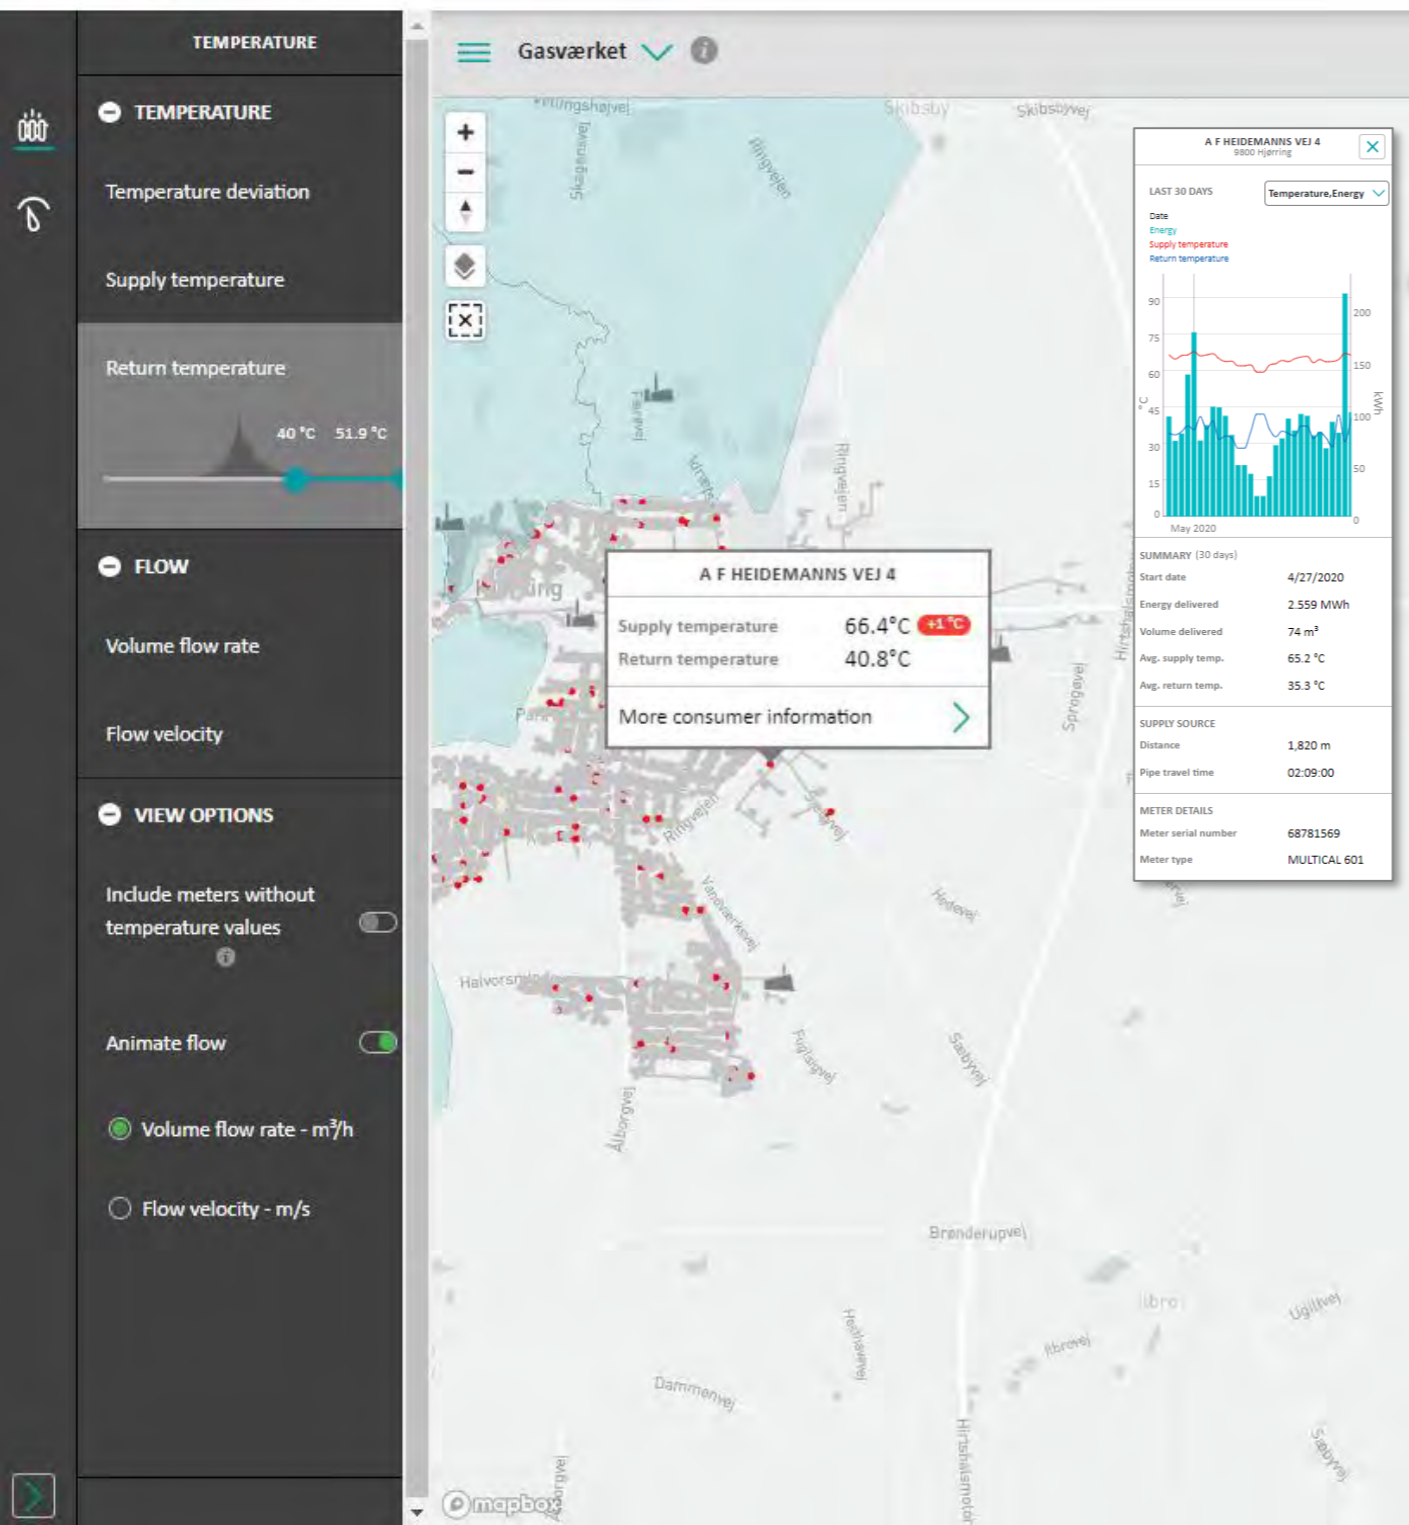 TEMPERATURE
TEMPERATURE
Temperature deviation
Supply temperature
Return temperature
40 °C 51.9 °C
FLOW
Volume flow rate
Flow velocity
VIEW OPTIONS
Include meters without
temperature values
i
Animate flow
Volume flow rate - m³/h
Flow velocity - m/s
Gasværket i
Skibsby
Skibsbyvej
Skagenvej
Ringvejen
Ringvejen
Sprogøvej
A F HEIDEMANNS VEJ 4
Supply temperature 66.4°C +1 °C
Return temperature 40.8°C
More consumer information
Ringvejen
Vandværksvej
Hedevej
Fuglsigvej
Sæbyvej
Ålborgvej
Brønderupvej
Ilbro
Ilbrovej
Ugiltvej
Hedhavevej
Dammenvej
Hirtshalsmotor
Sæbyvej
mapbox
A F HEIDEMANNS VEJ 4
9800 Hjørring
LAST 30 DAYS Temperature,Energy
Date
Energy
Supply temperature
Return temperature
90
75
60
45
30
15
0
°C
200
150
100
50
0
kWh
May 2020
SUMMARY (30 days)
Start date 4/27/2020
Energy delivered 2.559 MWh
Volume delivered 74 m³
Avg. supply temp. 65.2 °C
Avg. return temp. 35.3 °C
SUPPLY SOURCE
Distance 1,820 m
Pipe travel time 02:09:00
METER DETAILS
Meter serial number 68781569
Meter type MULTICAL 601